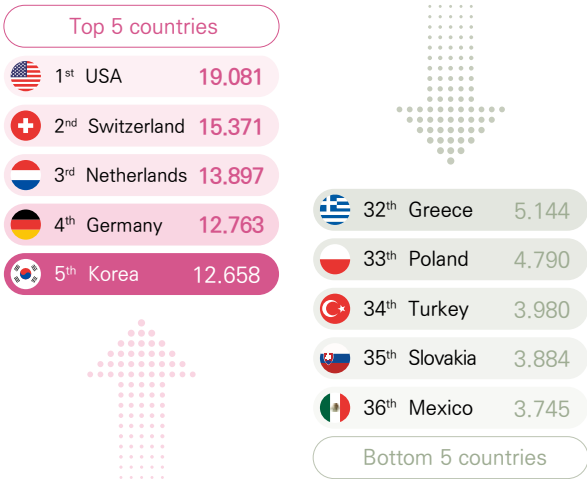 Top 5 countries
1st USA 19.081
2nd Switzerland 15.371
3rd Netherlands 13.897
4th Germany 12.763
5th Korea 12.658
32th Greece 5.144
33th Poland 4.790
34th Turkey 3.980
35th Slovakia 3.884
36th Mexico 3.745
Bottom 5 countries